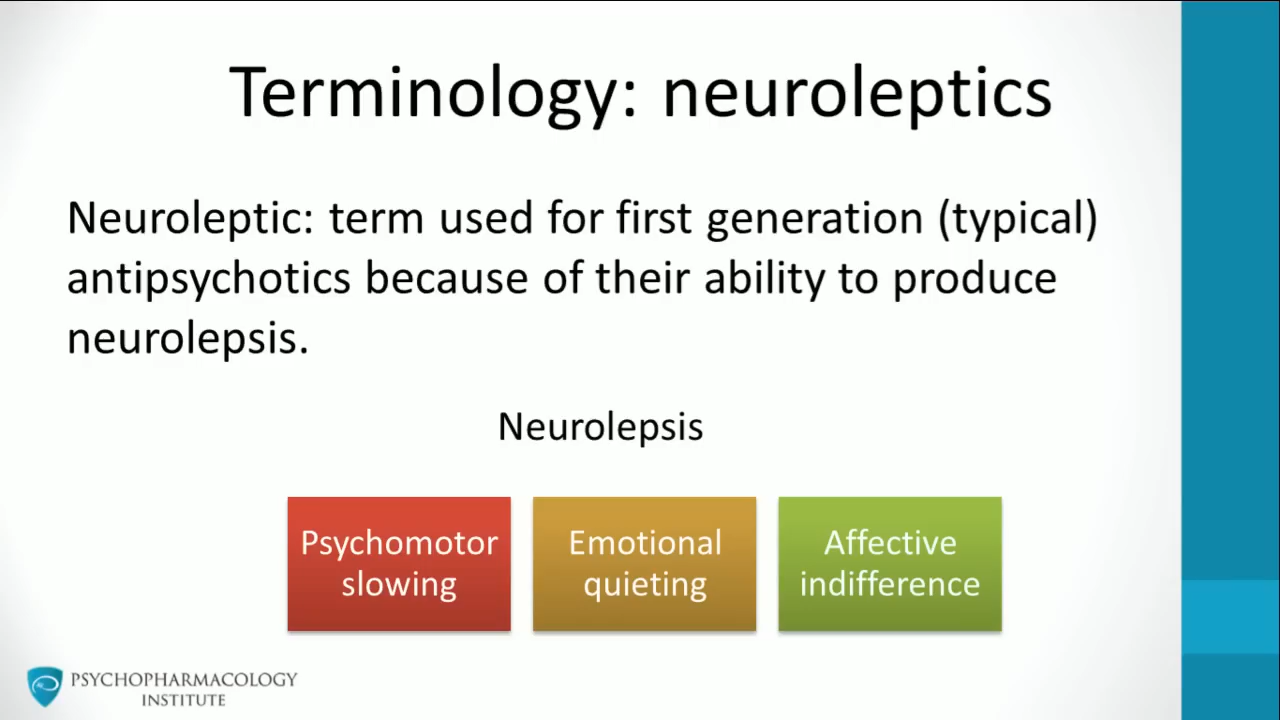 Terminology: neuroleptics
Neuroleptic: term used for first generation (typical)
antipsychotics because of their ability to produce
neurolepsis.
Neurolepsis
Psychomotor
slowing
Emotional
quieting
Affective
indifference
PSYCHOPHARMACOLOGY
INSTITUTE